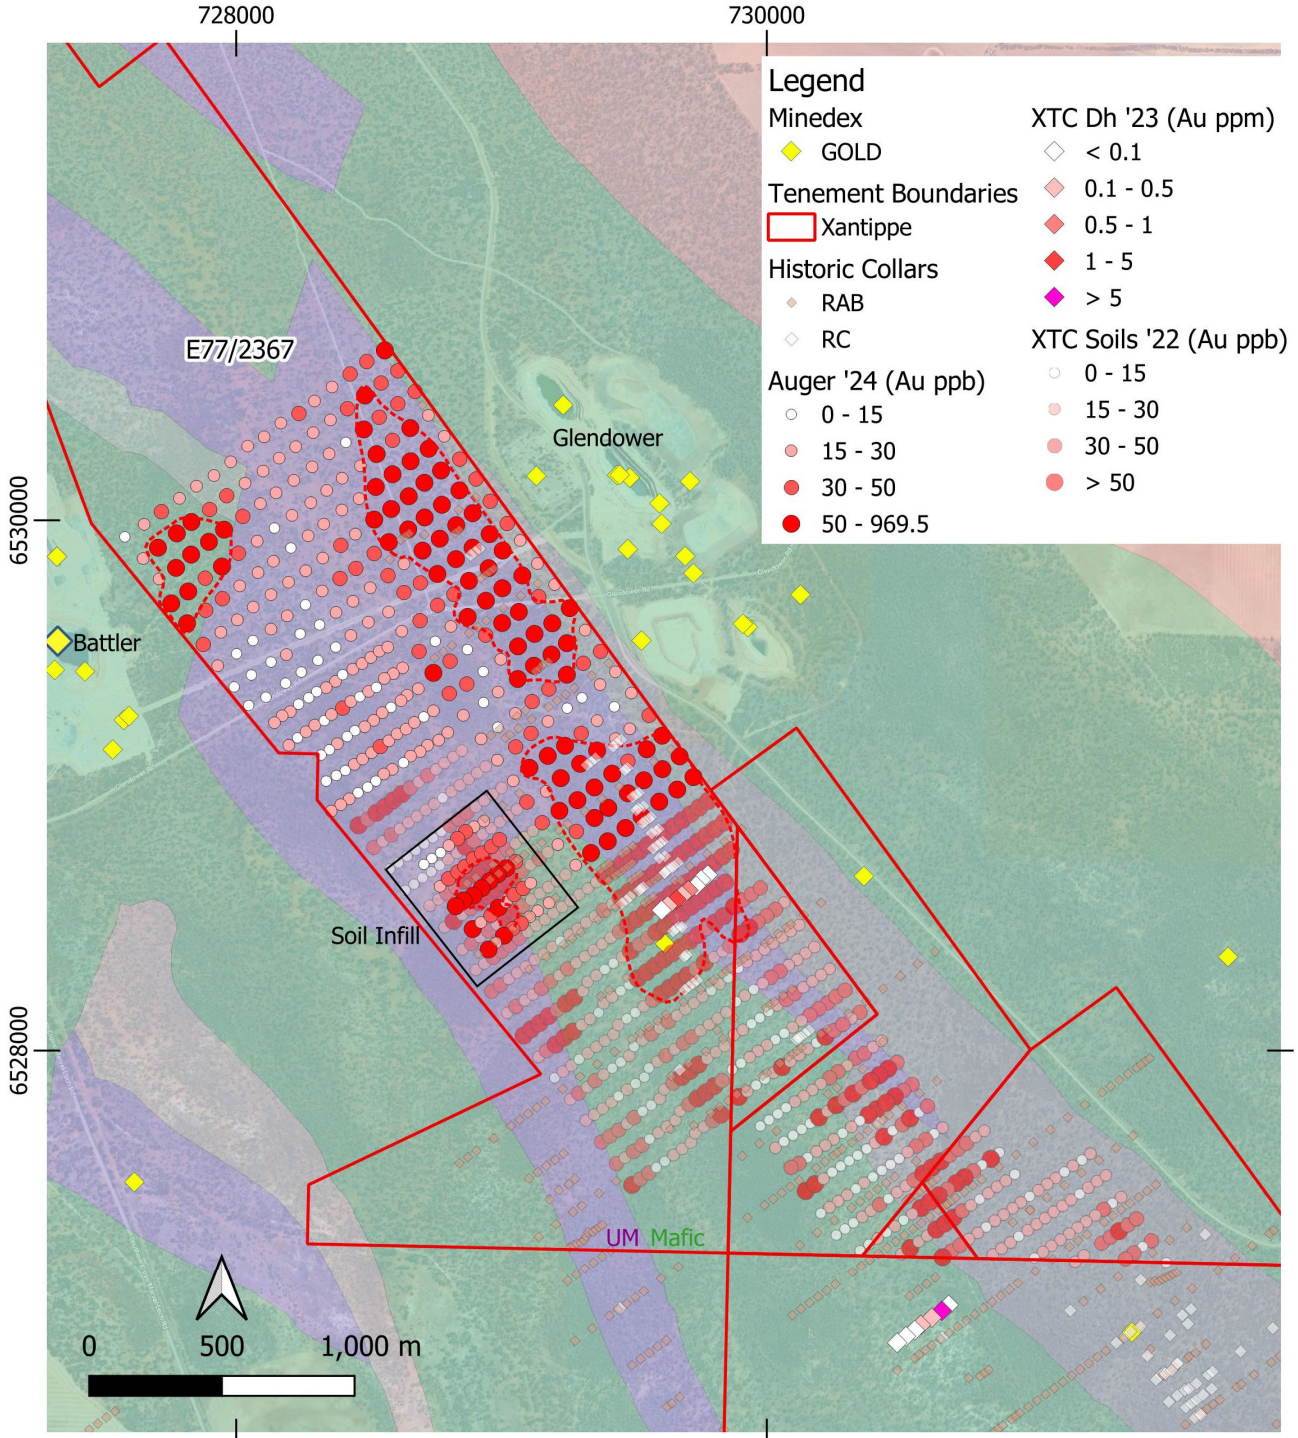 728000
730000
Legend
Minedex
GOLD
Tenement Boundaries
Xantippe
Historic Collars
RAB
RC
Auger '24 (Au ppb)
0 - 15
15 - 30
30 - 50
50 - 969.5
XTC Dh '23 (Au ppm)
< 0.1
0.1 - 0.5
0.5 - 1
1 - 5
> 5
XTC Soils '22 (Au ppb)
0 - 15
15 - 30
30 - 50
> 50
E77/2367
Glendower
6530000
Battler
Soil Infill
6528000
UM Mafic
0 500 1,000 m